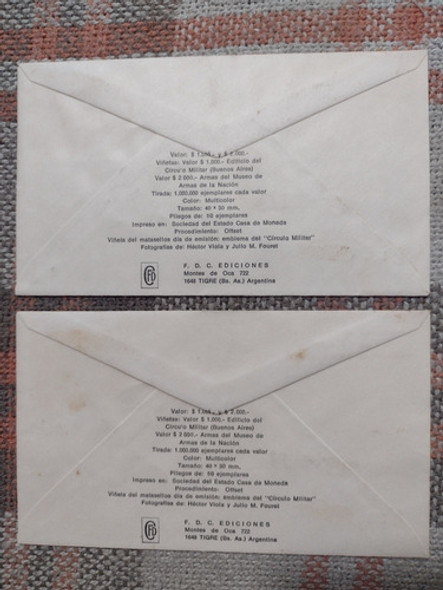 Valor: $ 1.000.- y $ 2.000.-
Viñetas: Valor $ 1.000.- Edificio del
Círculo Militar (Buenos Aires)
Valor $ 2 000.- Armas del Museo de
Armas de la Nación
Tirada: 1.000.000 ejemplares cada valor
Color: Multicolor
Tamaño: 40 × 30 mm.
Pliegos de: 50 ejemplares
Impreso en: Sociedad del Estado Casa de Moneda
Procedimiento: Offset
Viñeta del matasellos día de emisión: emblema del "Círculo Militar"
Fotografías de: Héctor Viola y Julio M. Fouret
F. D. C. EDICIONES
Montes de Oca 722
1648 TIGRE (Bs. As.) Argentina
Valor: $ 1.000.- y $ 2.000.-
Viñetas: Valor $ 1.000.- Edificio del
Círculo Militar (Buenos Aires)
Valor $ 2 000.- Armas del Museo de
Armas de la Nación
Tirada: 1.000.000 ejemplares cada valor
Color: Multicolor
Tamaño: 40 × 30 mm.
Pliegos de: 50 ejemplares
Impreso en: Sociedad del Estado Casa de Moneda
Procedimiento: Offset
Viñeta del matasellos día de emisión: emblema del "Círculo Militar"
Fotografías de: Héctor Viola y Julio M. Fouret
F. D. C. EDICIONES
Montes de Oca 722
1648 TIGRE (Bs. As.) Argentina